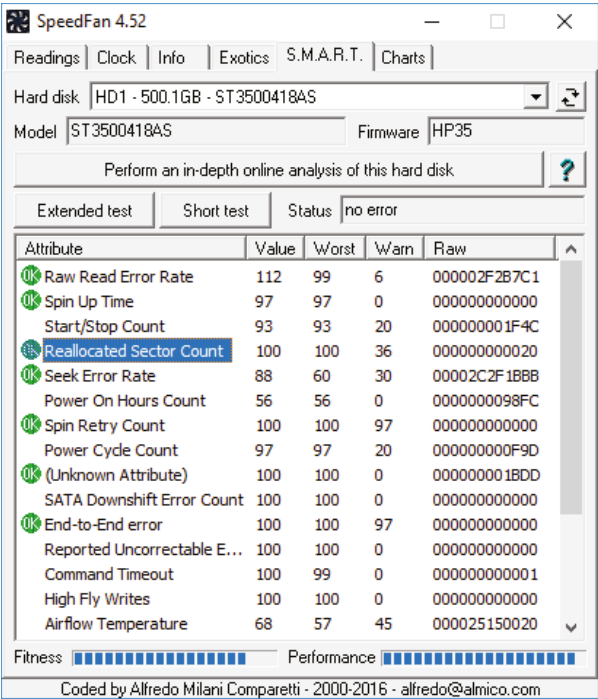 SpeedFan 4.52
Readings Clock Info Exotics S.M.A.R.T. Charts
Hard disk HD1 - 500.1GB - ST3500418AS
Model ST3500418AS Firmware HP35
Perform an in-depth online analysis of this hard disk ?
Extended test Short test Status no error
Attribute Value Worst Warn Raw
OK Raw Read Error Rate 112 99 6 000002F2B7C1
OK Spin Up Time 97 97 0 000000000000
Start/Stop Count 93 93 20 000000001F4C
OK Reallocated Sector Count 100 100 36 000000000020
OK Seek Error Rate 88 60 30 00002C2F1BBB
Power On Hours Count 56 56 0 0000000098FC
OK Spin Retry Count 100 100 97 000000000000
Power Cycle Count 97 97 20 000000000F9D
OK (Unknown Attribute) 100 100 0 000000001BDD
SATA Downshift Error Count 100 100 0 000000000000
OK End-to-End error 100 100 97 000000000000
Reported Uncorrectable E... 100 100 0 000000000000
Command Timeout 100 99 0 000000000001
High Fly Writes 100 100 0 000000000000
Airflow Temperature 68 57 45 000025150020
Fitness Performance
Coded by Alfredo Milani Comparetti - 2000-2016 - alfredo@almico.com